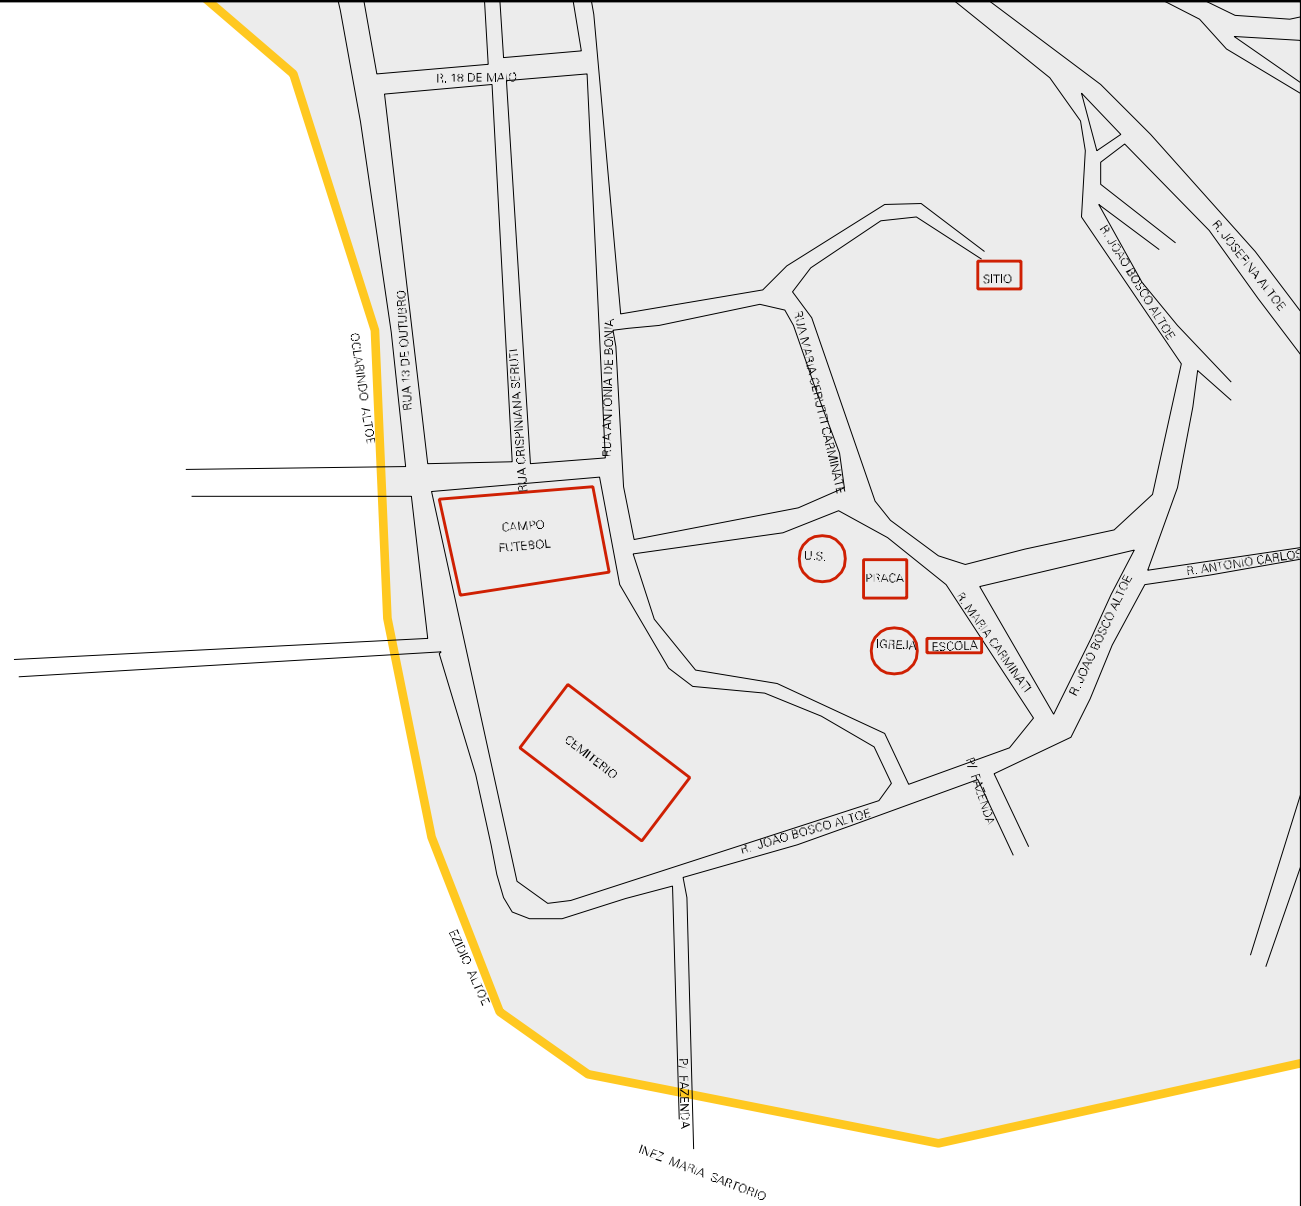 R. 18 DE MAIO
R. JOSEFINA ALTOE
R. JOAO BOSCO ALTOE
SITIO
OCLARINDO ALTOE
RUA 13 DE OUTUBRO
RUA CRISPINIANA SERUTI
RUA ANTONIA DE BONIA
RUA MARIA CERUTTI CARMINATE
CAMPO
FUTEBOL
U.S.
PRACA
R. ANTONIO CARLOS
IGREJA
ESCOLA
R. MARIA CARMINATI
R. JOAO BOSCO ALTOE
CEMITERIO
P/ FAZENDA
R. JOAO BOSCO ALTOE
EZIDIO ALTOE
P/ FAZENDA
INEZ MARIA SARTORIO